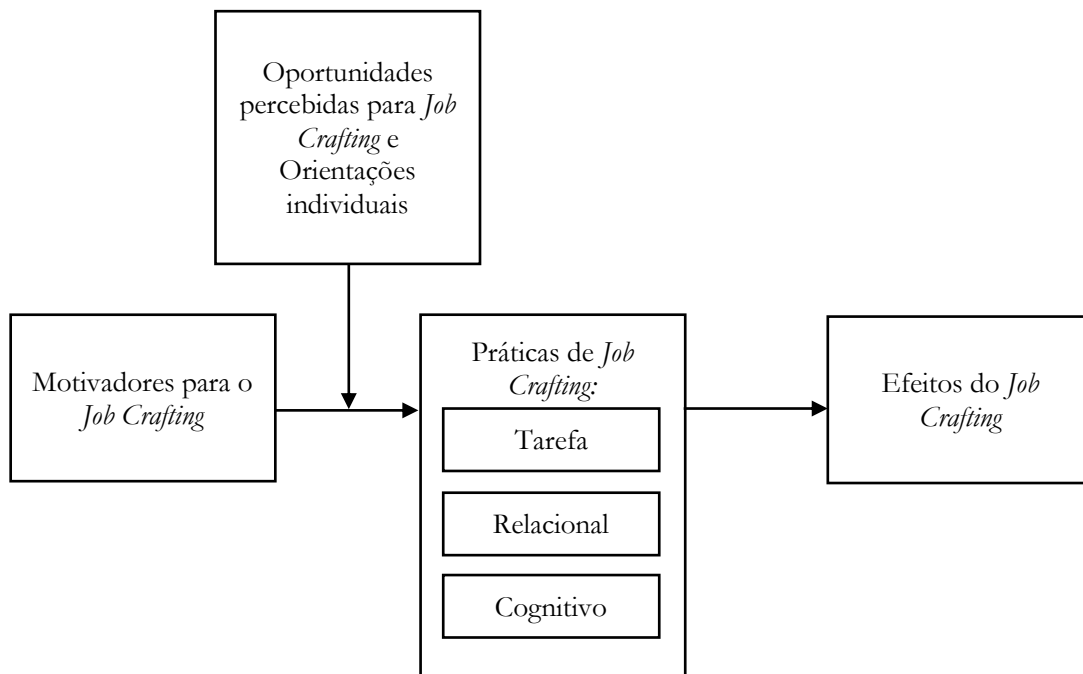 Oportunidades
percebidas para Job
Crafting e
Orientações
individuais
Motivadores para o
Job Crafting
Práticas de Job
Crafting:
Tarefa
Relacional
Cognitivo
Efeitos do Job
Crafting